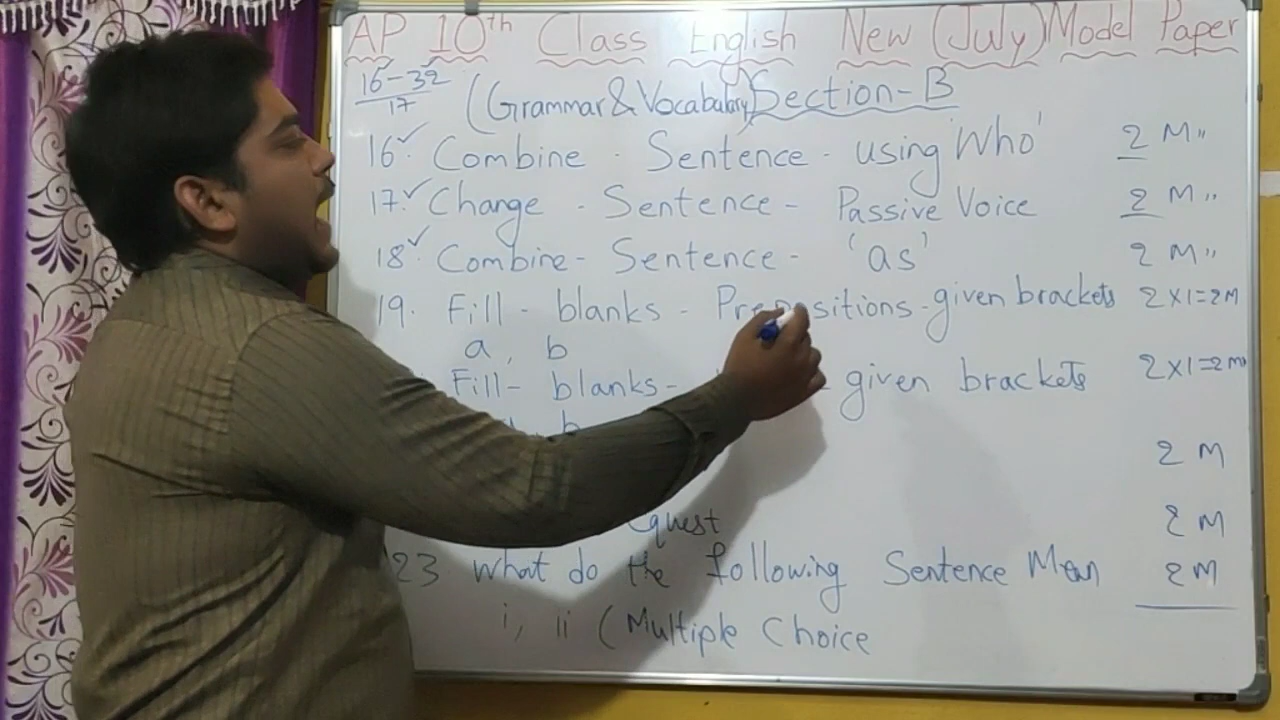 AP 10th Class English New (July) Model Paper
16-32
17
(Grammar & Vocabulary) Section-B
16. Combine - Sentence - using 'Who' 2 M"
17. Change - Sentence - Passive Voice 2 M"
18. Combine - Sentence - 'as' 2 M"
19. Fill - blanks - Prepositions - given brackets 2x1=2M
a, b
Fill - blanks - given brackets 2x1=2M
b
2 M
quest 2 M
23 What do the following Sentence Mean 2M
i, ii (Multiple Choice